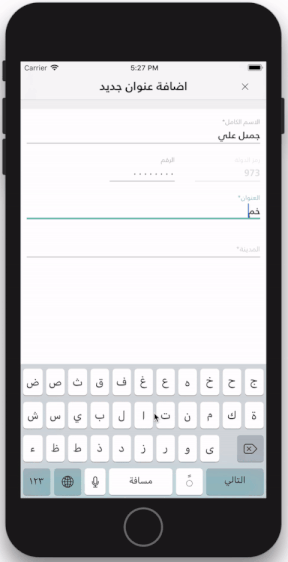 Carrier 5:27 PM
اضافة عنوان جديد ×
الاسم الكامل*
جميل علي
رمز الدولة الرقم
973 ........
العنوان*
خم
المدينة*
ض ص ث ق ف غ ع ه خ ح ج
ش س ي ب ل ا ت ن م ك ة
ء ظ ط ذ د ز ر و ى
١٢٣ مسافة التالي